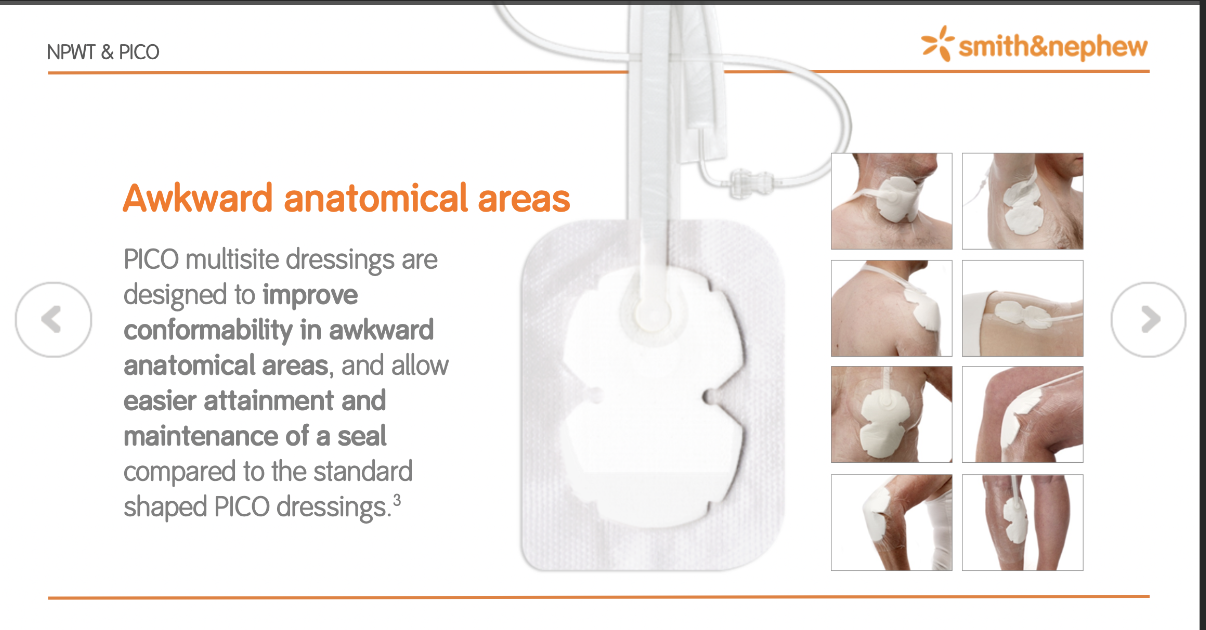 NPWT & PICO
smith&nephew
Awkward anatomical areas
PICO multisite dressings are
designed to improve
conformability in awkward
anatomical areas, and allow
easier attainment and
maintenance of a seal
compared to the standard
shaped PICO dressings.³